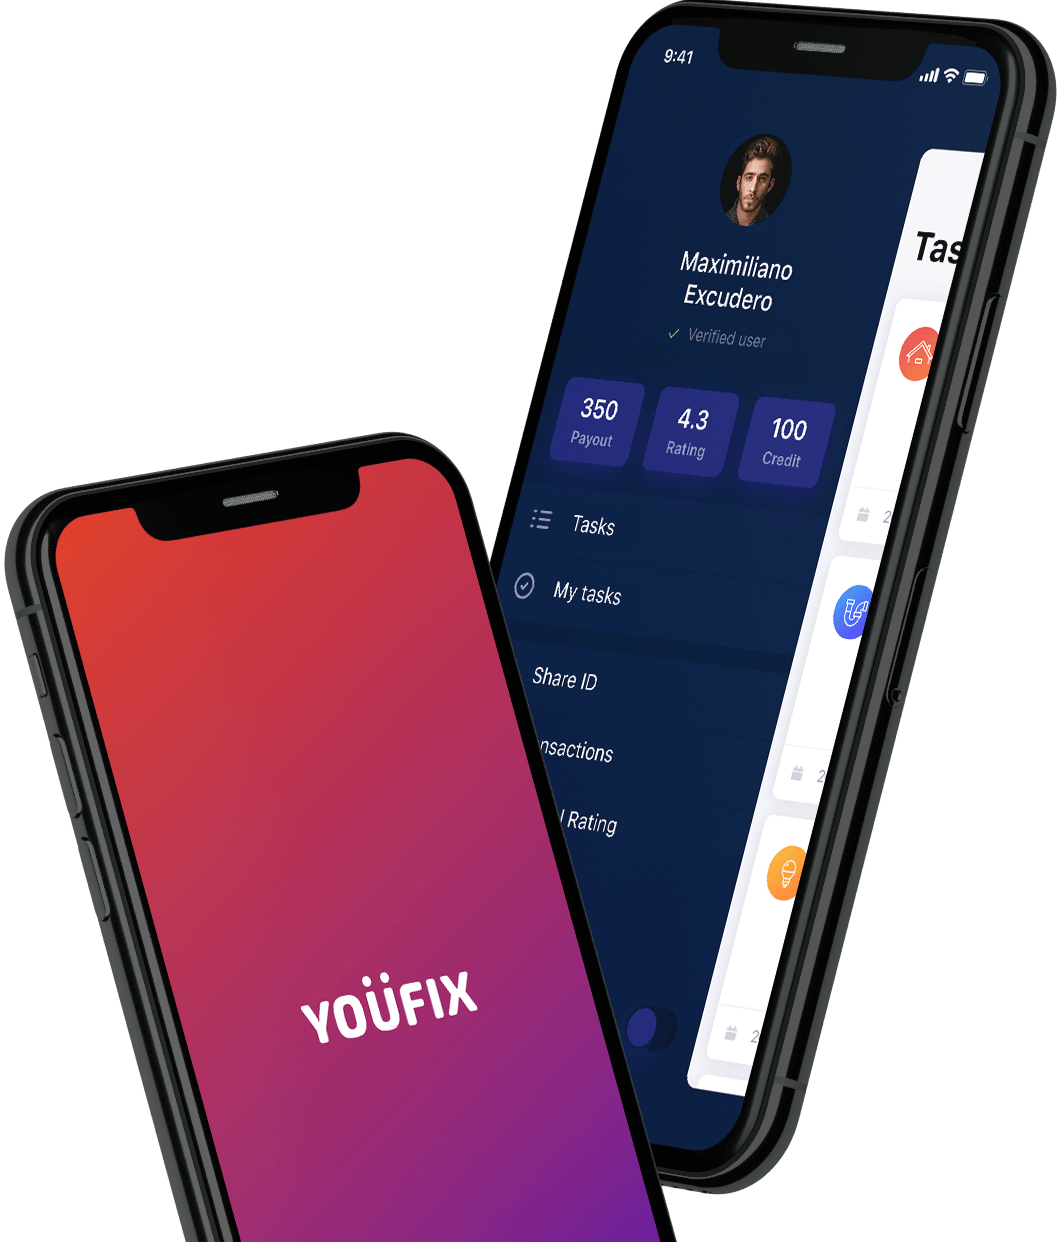 9:41
Maximiliano
Excudero
Verified user
350
Payout
4.3
Rating
100
Credit
Tasks
My tasks
Share ID
nsactions
l Rating
Tas
2
2
2
YOÜFIX